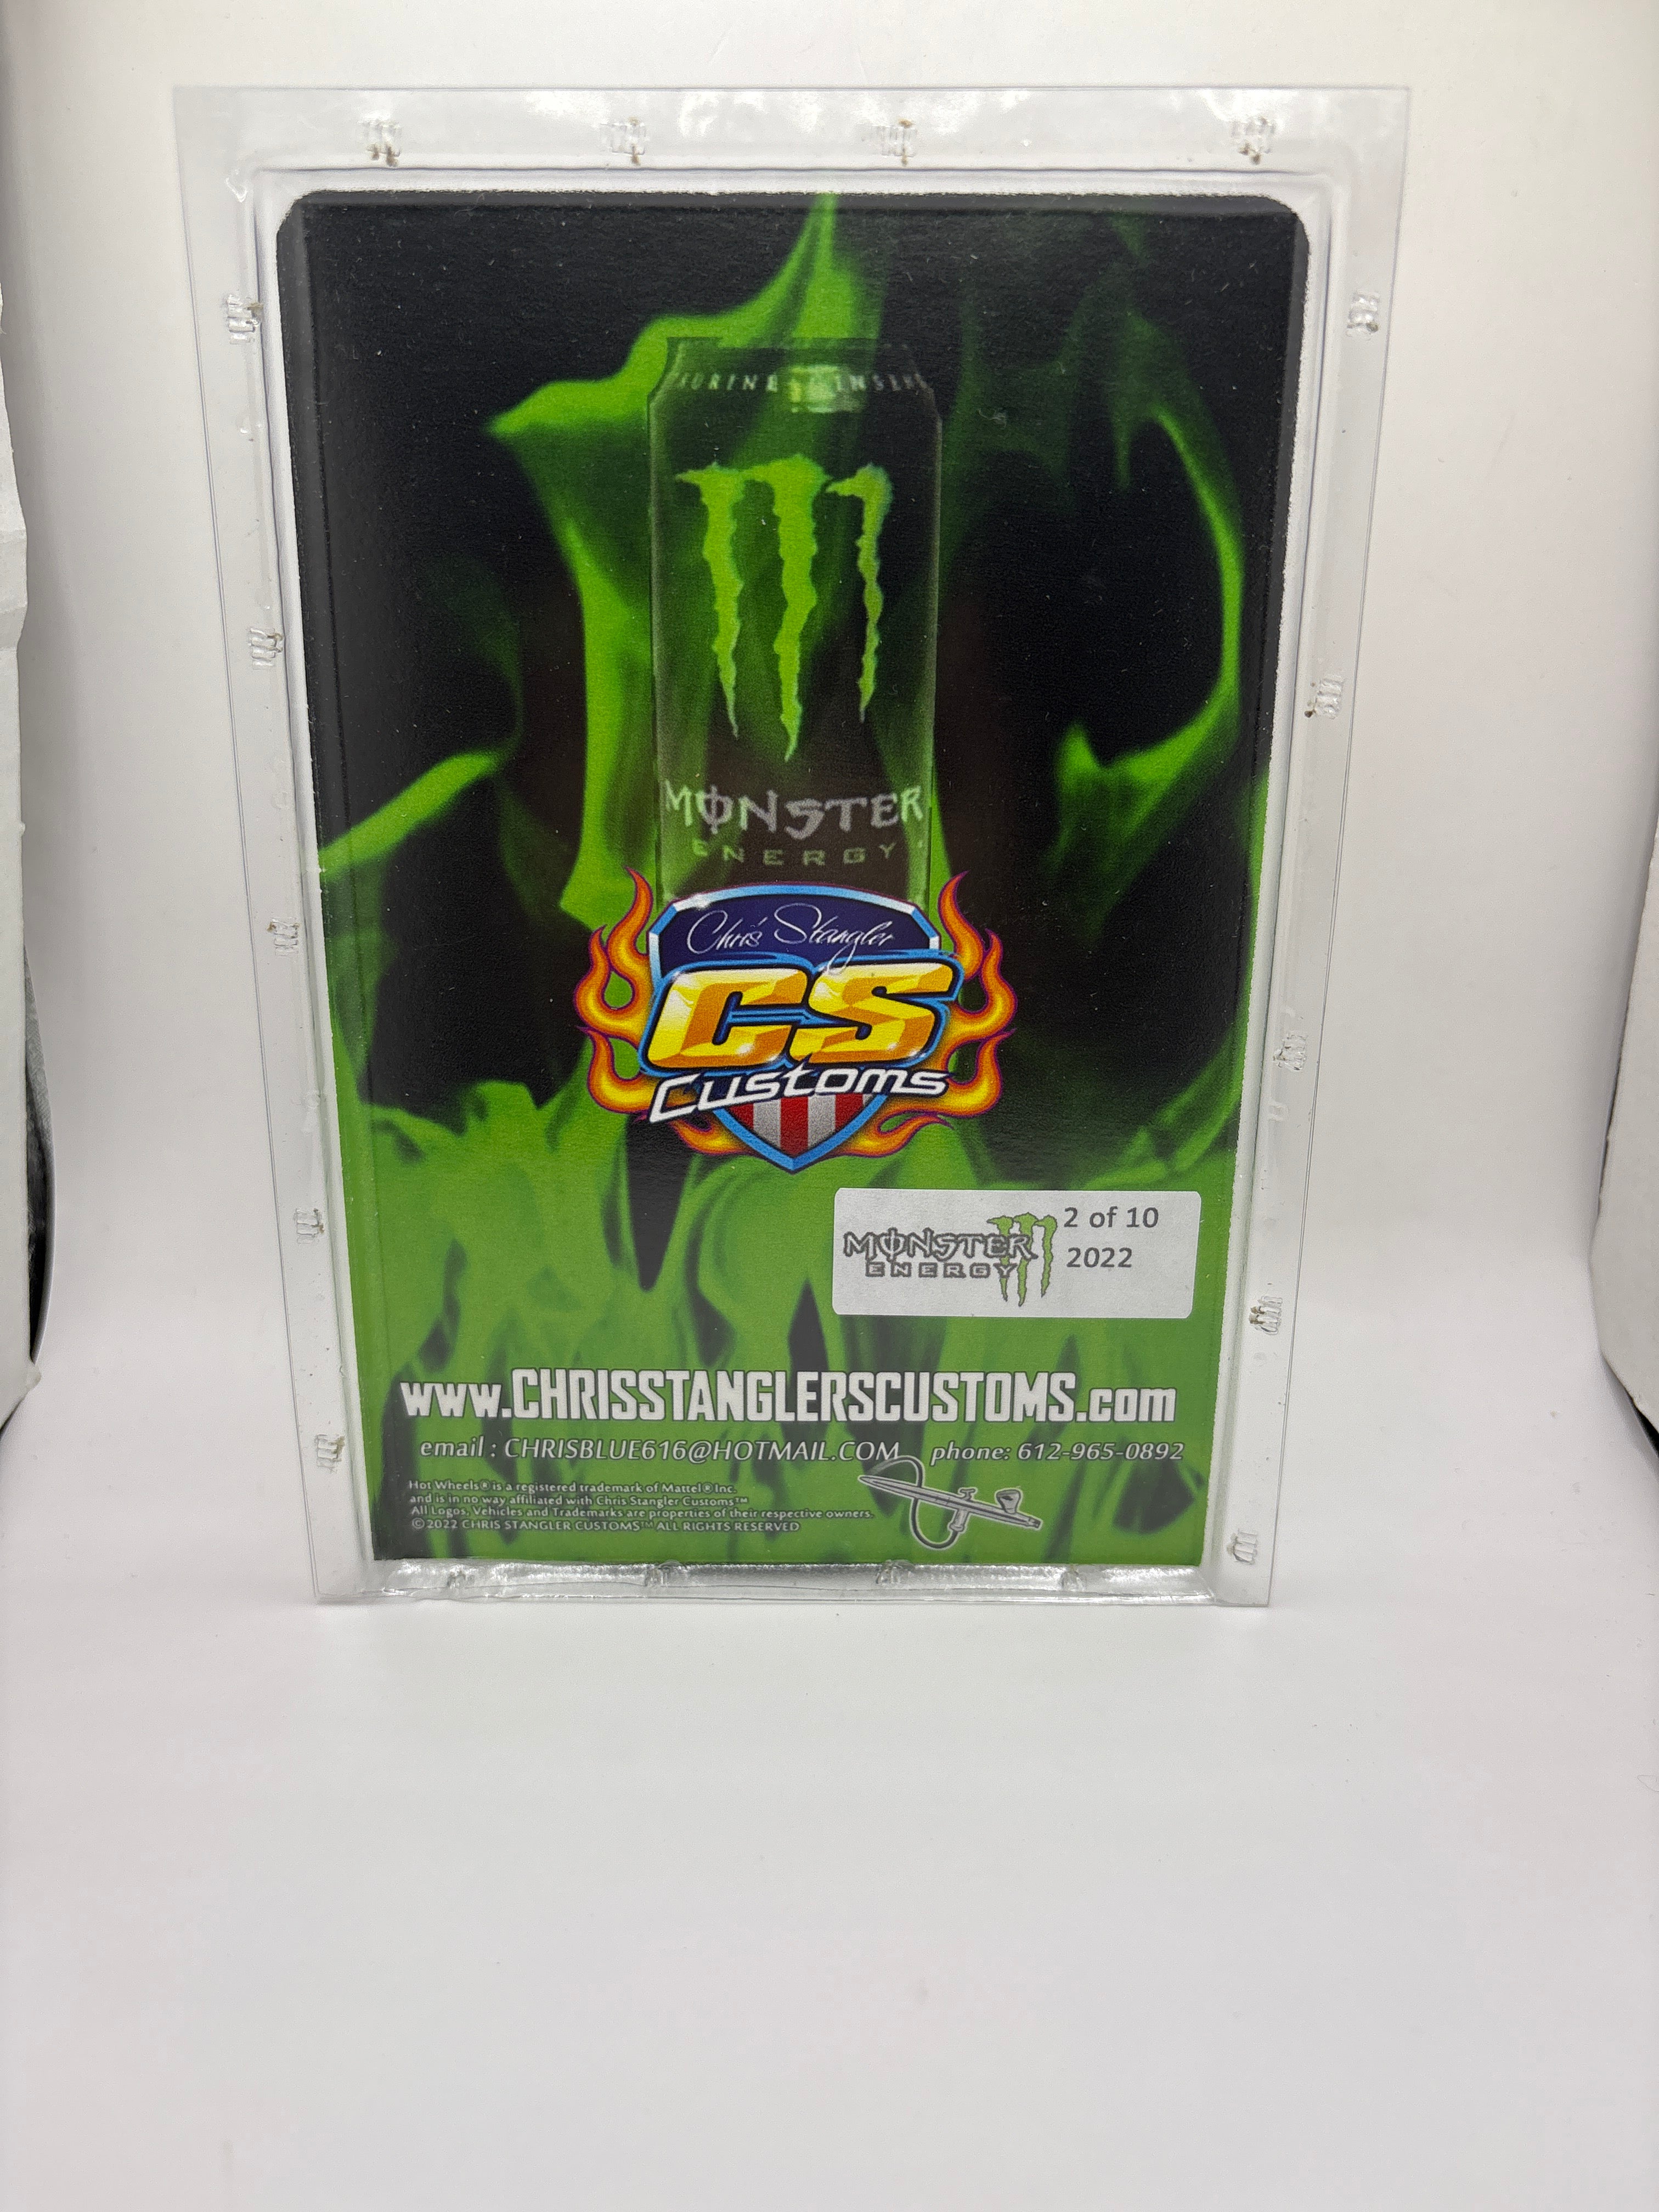 MONSTER
ENERGY
Chris Stangler
CS
Customs
MONSTER
ENERGY
2 of 10
2022
www.CHRISSTANGLERSCUSTOMS.com
email : CHRISBLUE616@HOTMAIL.COM phone: 612-965-0892
Hot Wheels® is a registered trademark of Mattel® Inc.
and is in no way affiliated with Chris Stangler Customs™
All Logos, Vehicles and Trademarks are properties of their respective owners.
©2022 CHRIS STANGLER CUSTOMS™ ALL RIGHTS RESERVED